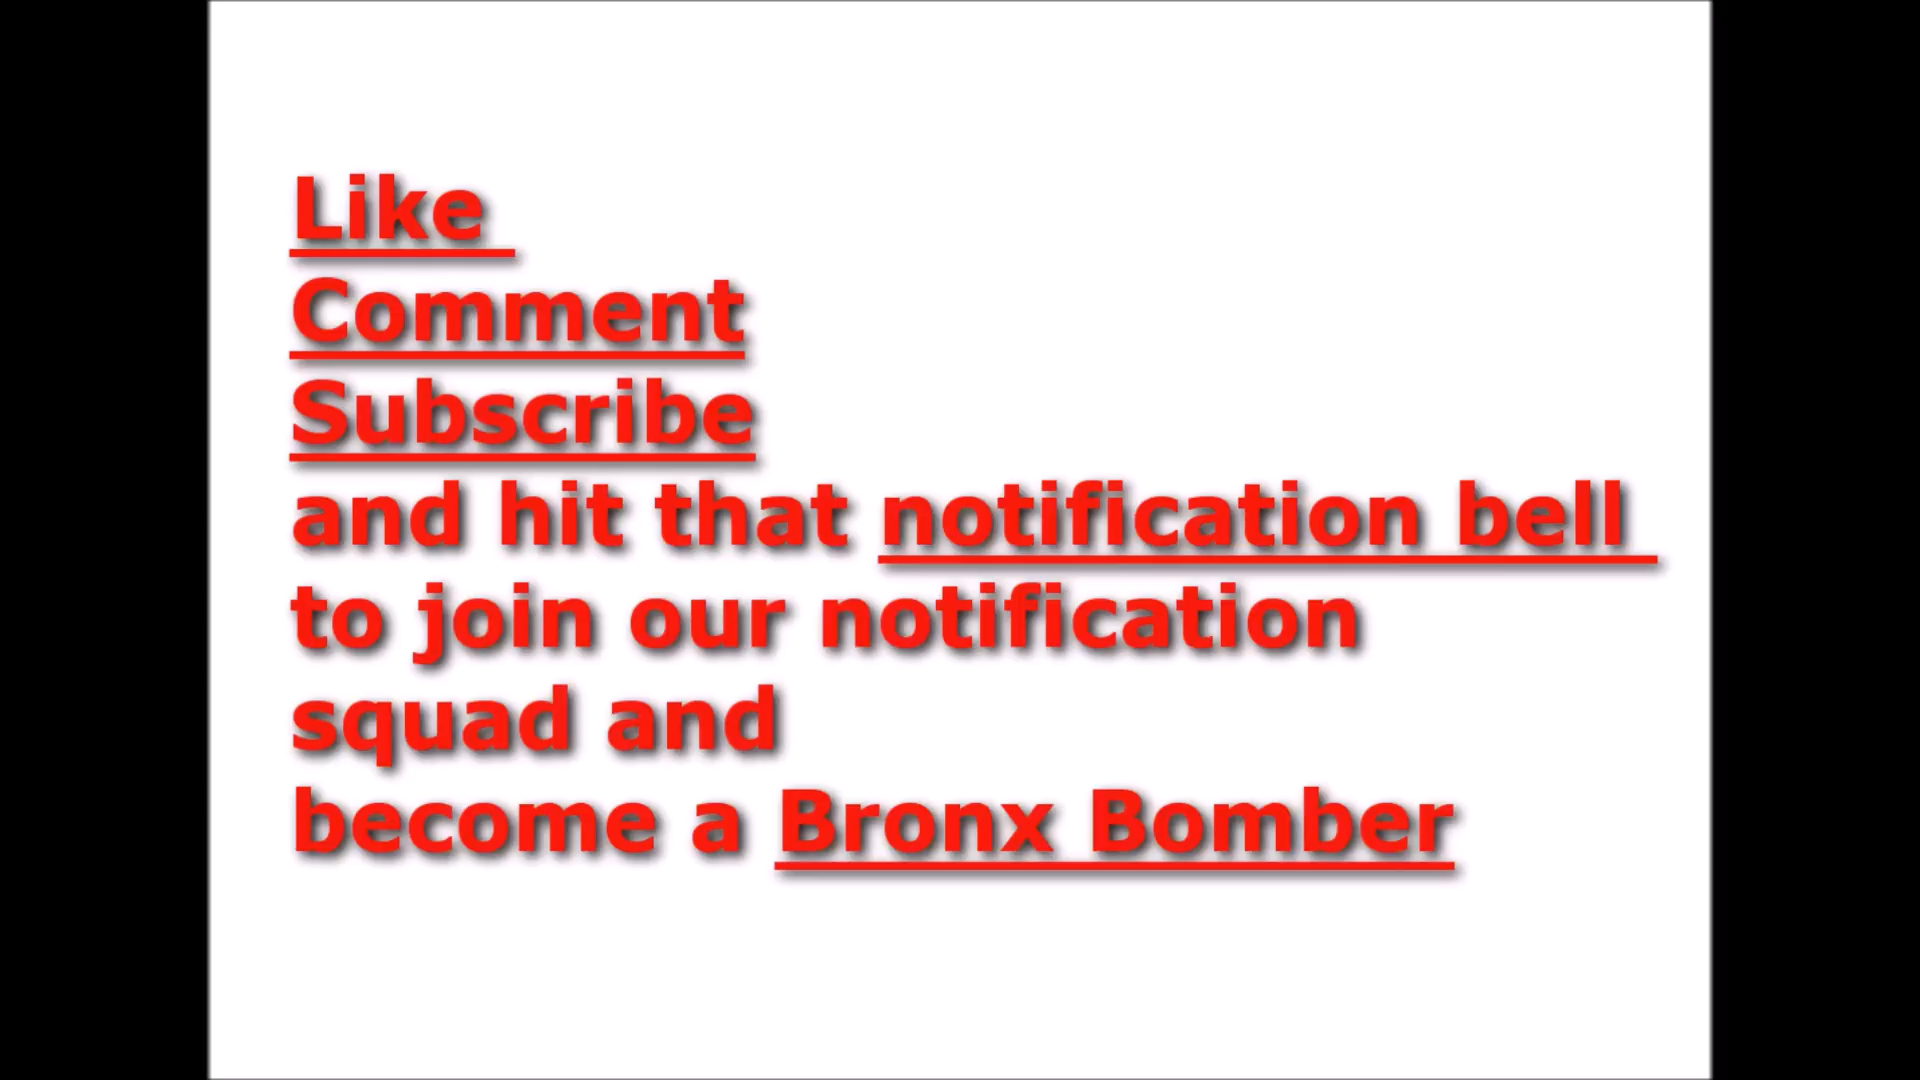 Like
Comment
Subscribe
and hit that notification bell
to join our notification
squad and
become a Bronx Bomber